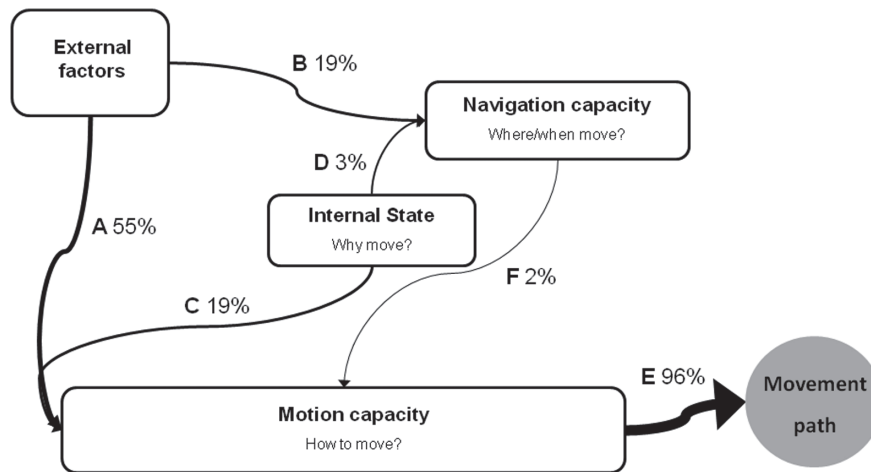 External
factors
B 19%
Navigation capacity
Where/when move?
D 3%
Internal State
Why move?
A 55%
F 2%
C 19%
E 96%
Movement
path
Motion capacity
How to move?